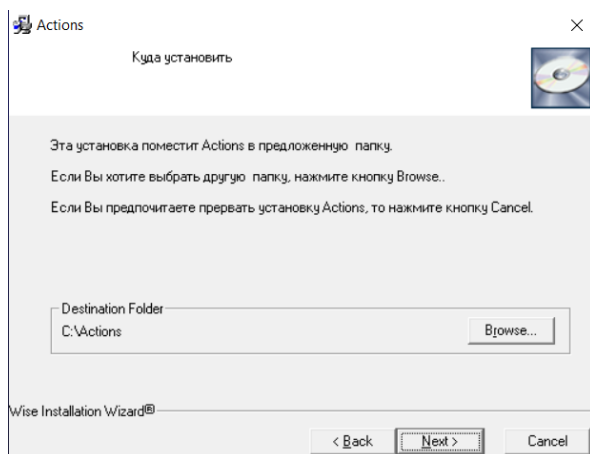 Actions
Куда установить
Эта установка поместит Actions в предложенную папку.
Если Вы хотите выбрать другую папку, нажмите кнопку Browse..
Если Вы предпочитаете прервать установку Actions, то нажмите кнопку Cancel.
Destination Folder
C:\Actions
Browse...
Wise Installation Wizard®
< Back
Next >
Cancel